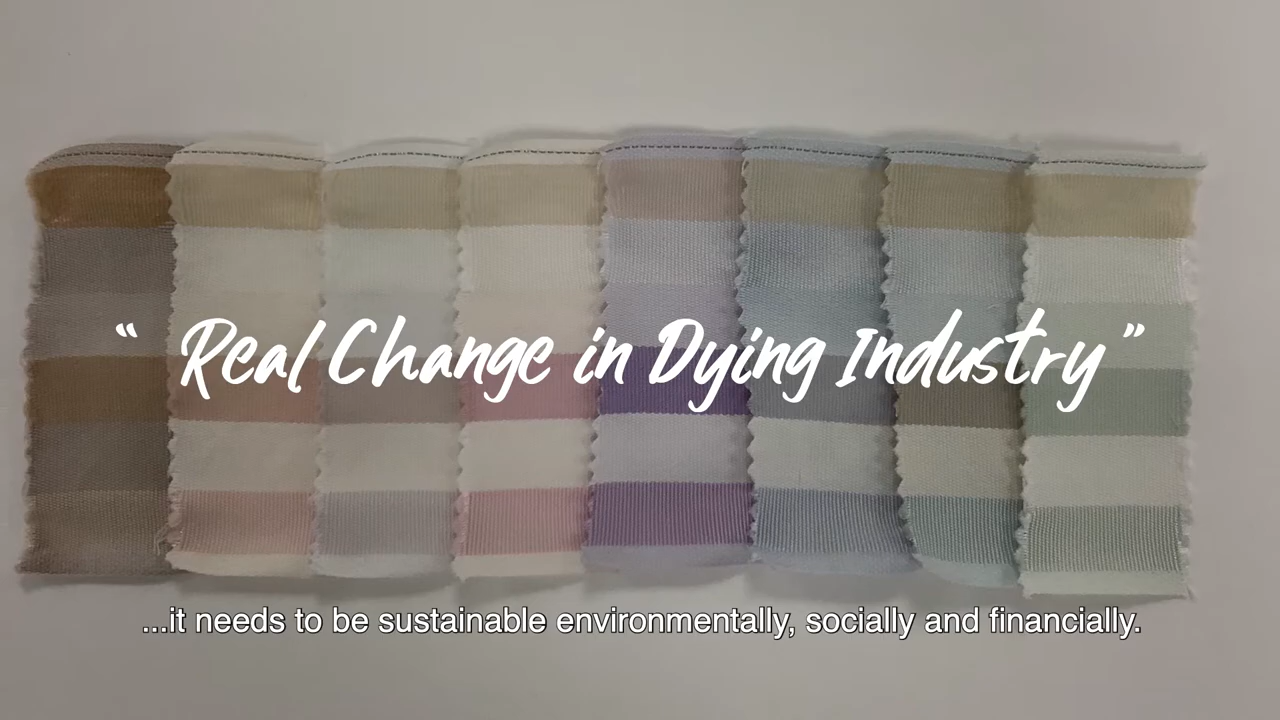 “ Real Change in Dying Industry ”
...it needs to be sustainable environmentally, socially and financially.